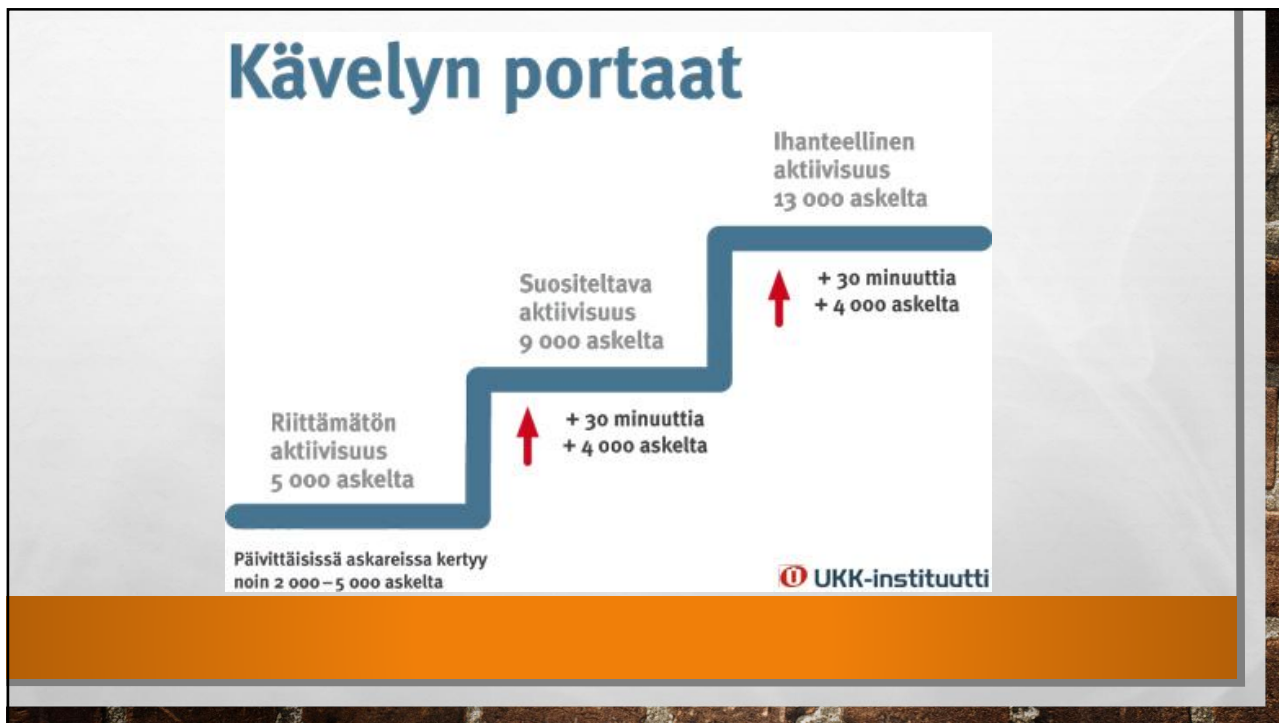 Kävelyn portaat
Ihanteellinen
aktiivisuus
13 000 askelta
+ 30 minuuttia
+ 4 000 askelta
Suositeltava
aktiivisuus
9 000 askelta
+ 30 minuuttia
+ 4 000 askelta
Riittämätön
aktiivisuus
5 000 askelta
Päivittäisissä askareissa kertyy
noin 2 000 – 5 000 askelta
UKK-instituutti